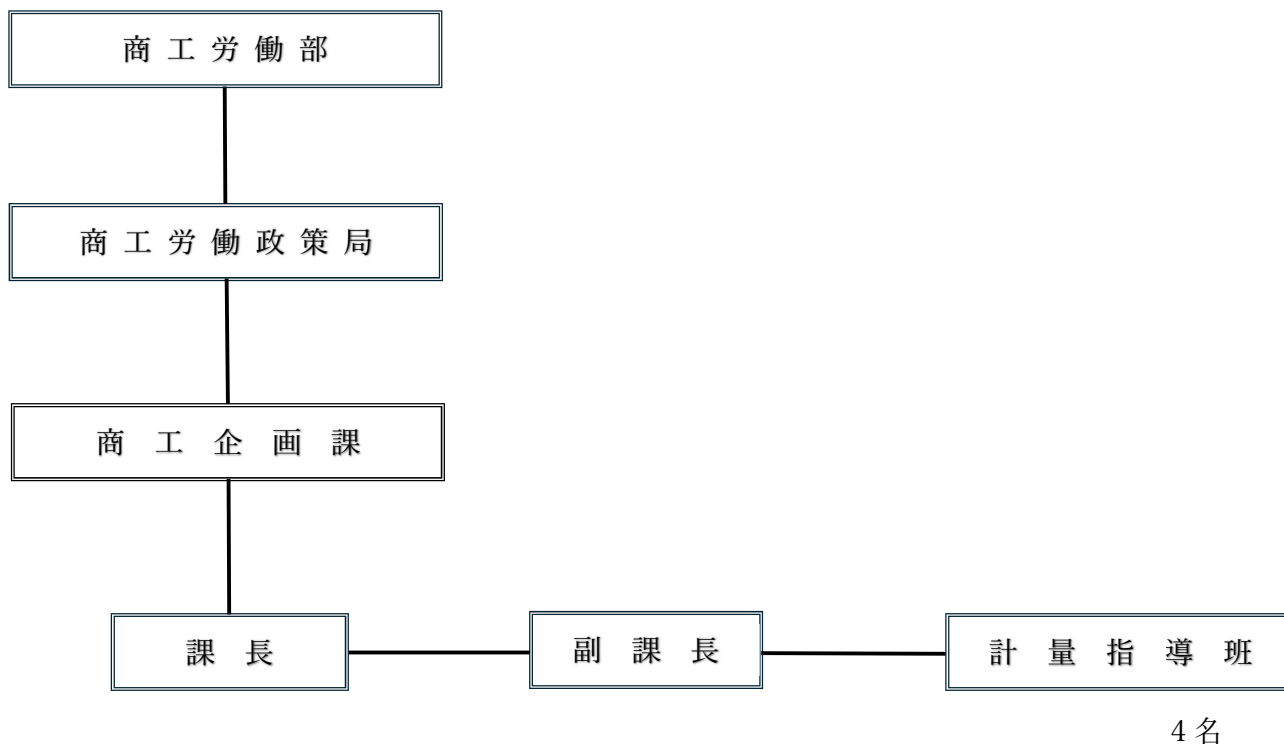 商工労働部
商工労働政策局
商工企画課
課長
副課長
計量指導班
4名